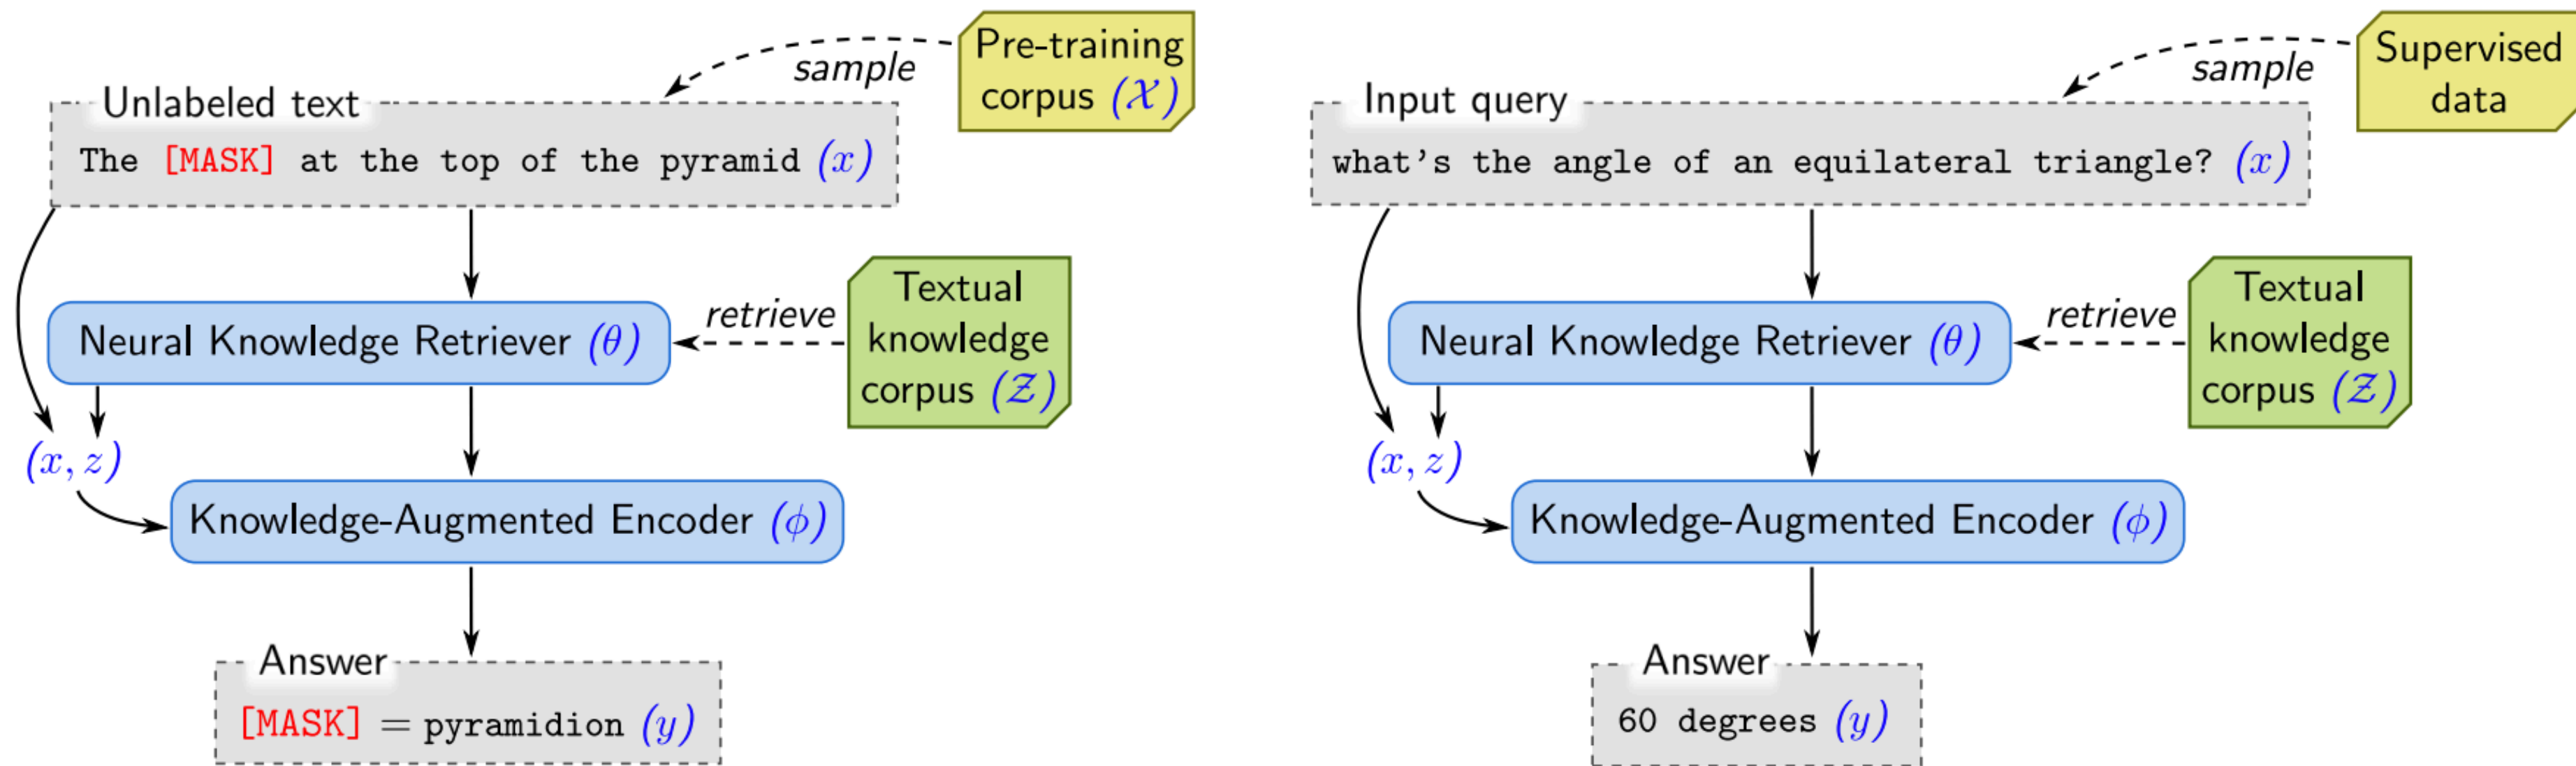 Pre-training
corpus (𝒳)
sample
Unlabeled text
The [MASK] at the top of the pyramid (x)
Neural Knowledge Retriever (θ)
retrieve
Textual
knowledge
corpus (𝒵)
(x, z)
Knowledge-Augmented Encoder (ϕ)
Answer
[MASK] = pyramidion (y)
Supervised
data
sample
Input query
what's the angle of an equilateral triangle? (x)
Neural Knowledge Retriever (θ)
retrieve
Textual
knowledge
corpus (𝒵)
(x, z)
Knowledge-Augmented Encoder (ϕ)
Answer
60 degrees (y)